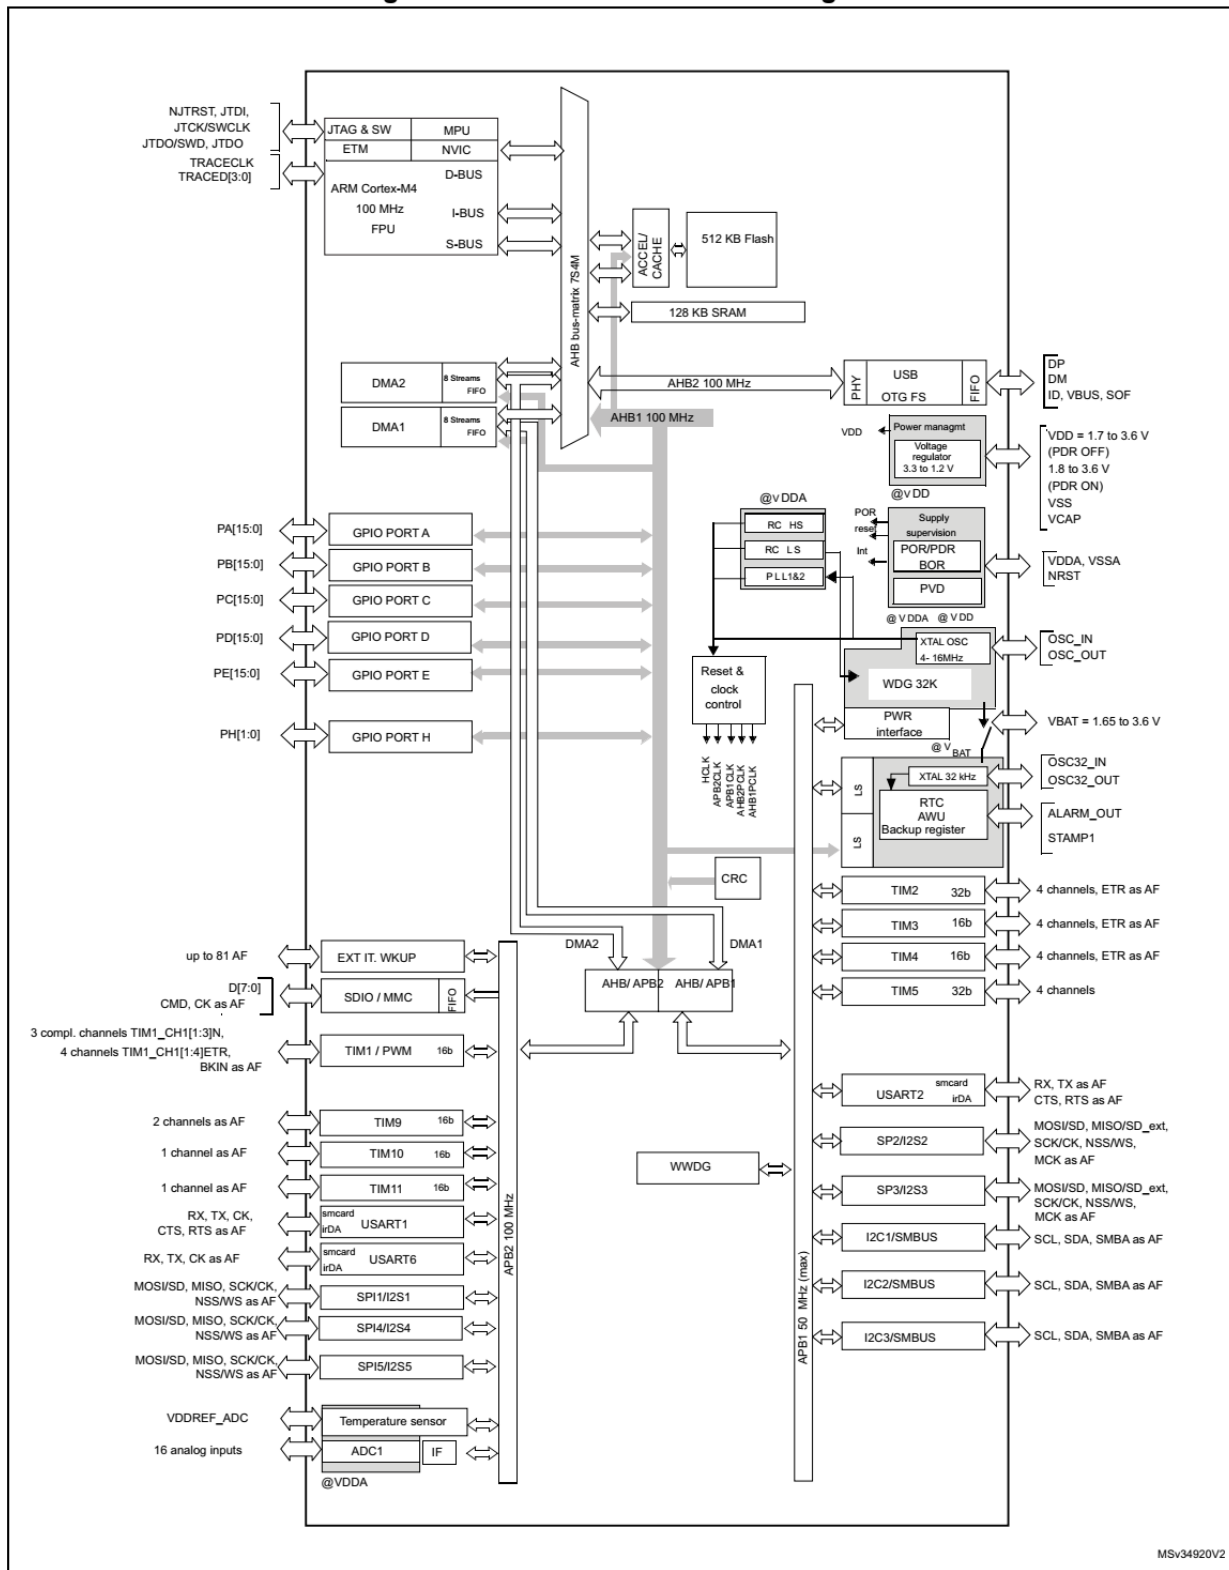 NJTRST, JTDI,
JTCK/SWCLK
JTDO/SWD, JTDO
TRACECLK
TRACED[3:0]
JTAG & SW
MPU
ETM
NVIC
ARM Cortex-M4
100 MHz
FPU
D-BUS
I-BUS
S-BUS
AHB bus-matrix 7S4M
ACCEL/
CACHE
512 KB Flash
128 KB SRAM
DMA2
8 Streams
FIFO
DMA1
8 Streams
FIFO
AHB2 100 MHz
AHB1 100 MHz
PHY
USB
OTG FS
FIFO
DP
DM
ID, VBUS, SOF
VDD
Power managmt
Voltage
regulator
3.3 to 1.2 V
@VDD
VDD = 1.7 to 3.6 V
(PDR OFF)
1.8 to 3.6 V
(PDR ON)
VSS
VCAP
@VDDA
RC HS
RC LS
PLL1&2
POR
reset
Int
Supply
supervision
POR/PDR
BOR
PVD
VDDA, VSSA
NRST
@VDDA @VDD
XTAL OSC
4- 16MHz
OSC_IN
OSC_OUT
WDG 32K
Reset &
clock
control
HCLK
APB2CLK
APB1CLK
AHB2PCLK
AHB1PCLK
PWR
interface
VBAT = 1.65 to 3.6 V
@VBAT
LS
LS
XTAL 32 kHz
RTC
AWU
Backup register
OSC32_IN
OSC32_OUT
ALARM_OUT
STAMP1
PA[15:0]
GPIO PORT A
PB[15:0]
GPIO PORT B
PC[15:0]
GPIO PORT C
PD[15:0]
GPIO PORT D
PE[15:0]
GPIO PORT E
PH[1:0]
GPIO PORT H
CRC
DMA2
DMA1
AHB/ APB2
AHB/ APB1
up to 81 AF
EXT IT. WKUP
D[7:0]
CMD, CK as AF
SDIO / MMC
FIFO
3 compl. channels TIM1_CH1[1:3]N,
4 channels TIM1_CH1[1:4]ETR,
BKIN as AF
TIM1 / PWM
16b
2 channels as AF
TIM9
16b
1 channel as AF
TIM10
16b
1 channel as AF
TIM11
16b
RX, TX, CK,
CTS, RTS as AF
smcard
irDA
USART1
RX, TX, CK as AF
smcard
irDA
USART6
MOSI/SD, MISO, SCK/CK,
NSS/WS as AF
SPI1/I2S1
MOSI/SD, MISO, SCK/CK,
NSS/WS as AF
SPI4/I2S4
MOSI/SD, MISO, SCK/CK,
NSS/WS as AF
SPI5/I2S5
VDDREF_ADC
Temperature sensor
16 analog inputs
ADC1
IF
@VDDA
APB2 100 MHz
WWDG
APB1 50 MHz (max)
TIM2
32b
4 channels, ETR as AF
TIM3
16b
4 channels, ETR as AF
TIM4
16b
4 channels, ETR as AF
TIM5
32b
4 channels
USART2
smcard
irDA
RX, TX as AF
CTS, RTS as AF
SP2/I2S2
MOSI/SD, MISO/SD_ext,
SCK/CK, NSS/WS,
MCK as AF
SP3/I2S3
MOSI/SD, MISO/SD_ext,
SCK/CK, NSS/WS,
MCK as AF
I2C1/SMBUS
SCL, SDA, SMBA as AF
I2C2/SMBUS
SCL, SDA, SMBA as AF
I2C3/SMBUS
SCL, SDA, SMBA as AF
MSv34920V2